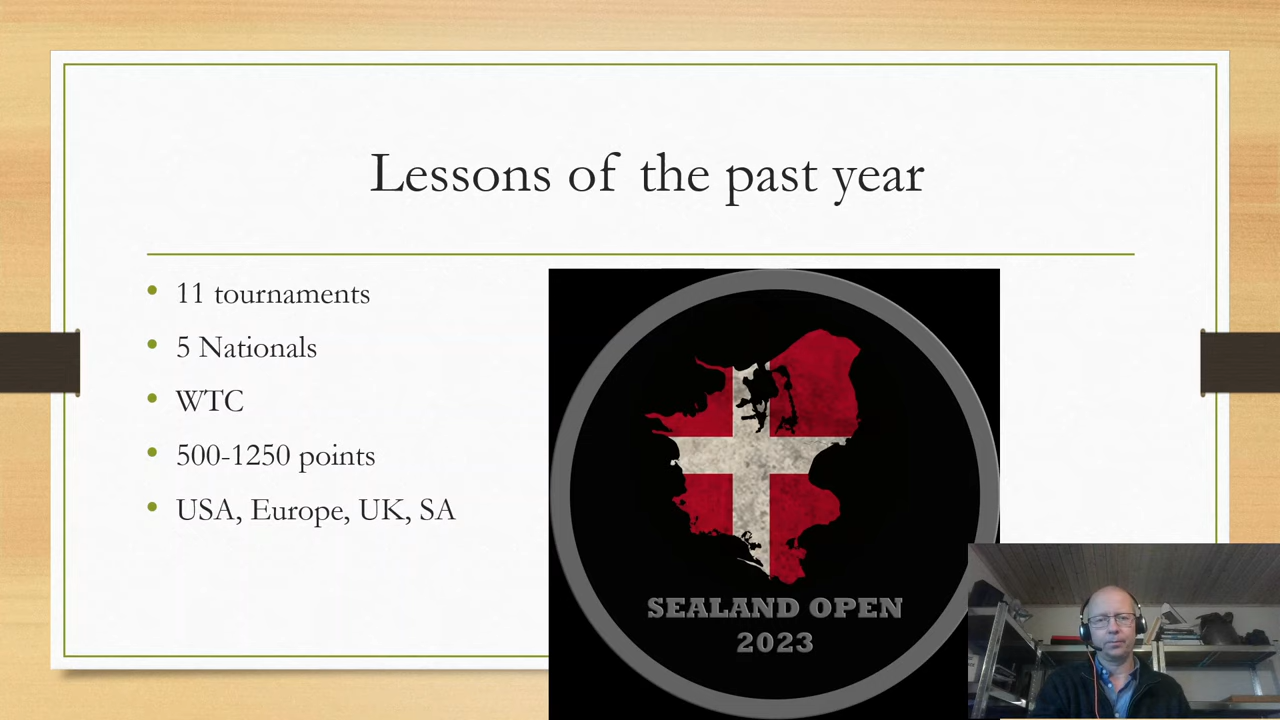 Lessons of the past year
11 tournaments
5 Nationals
WTC
500-1250 points
USA, Europe, UK, SA
SEALAND OPEN
2023